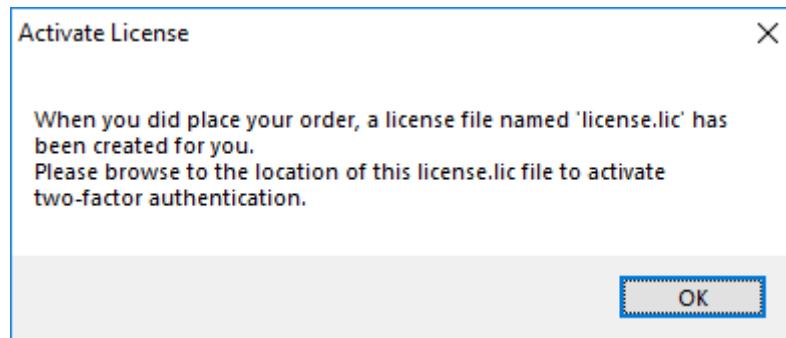 Activate License
When you did place your order, a license file named 'license.lic' has
been created for you.
Please browse to the location of this license.lic file to activate
two-factor authentication.
OK